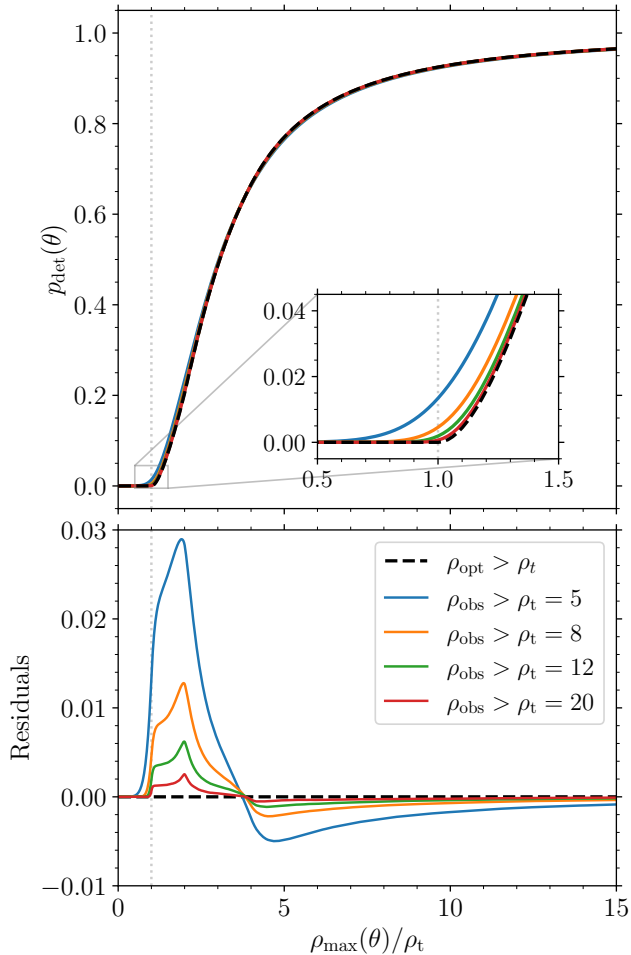 1.0
0.8
0.6
0.4
0.2
0.0
p_det(θ)
0.04
0.02
0.00
0.5 1.0 1.5
0.03
0.02
0.01
0.00
−0.01
Residuals
ρ_opt > ρ_t
ρ_obs > ρ_t = 5
ρ_obs > ρ_t = 8
ρ_obs > ρ_t = 12
ρ_obs > ρ_t = 20
0 5 10 15
ρ_max(θ)/ρ_t